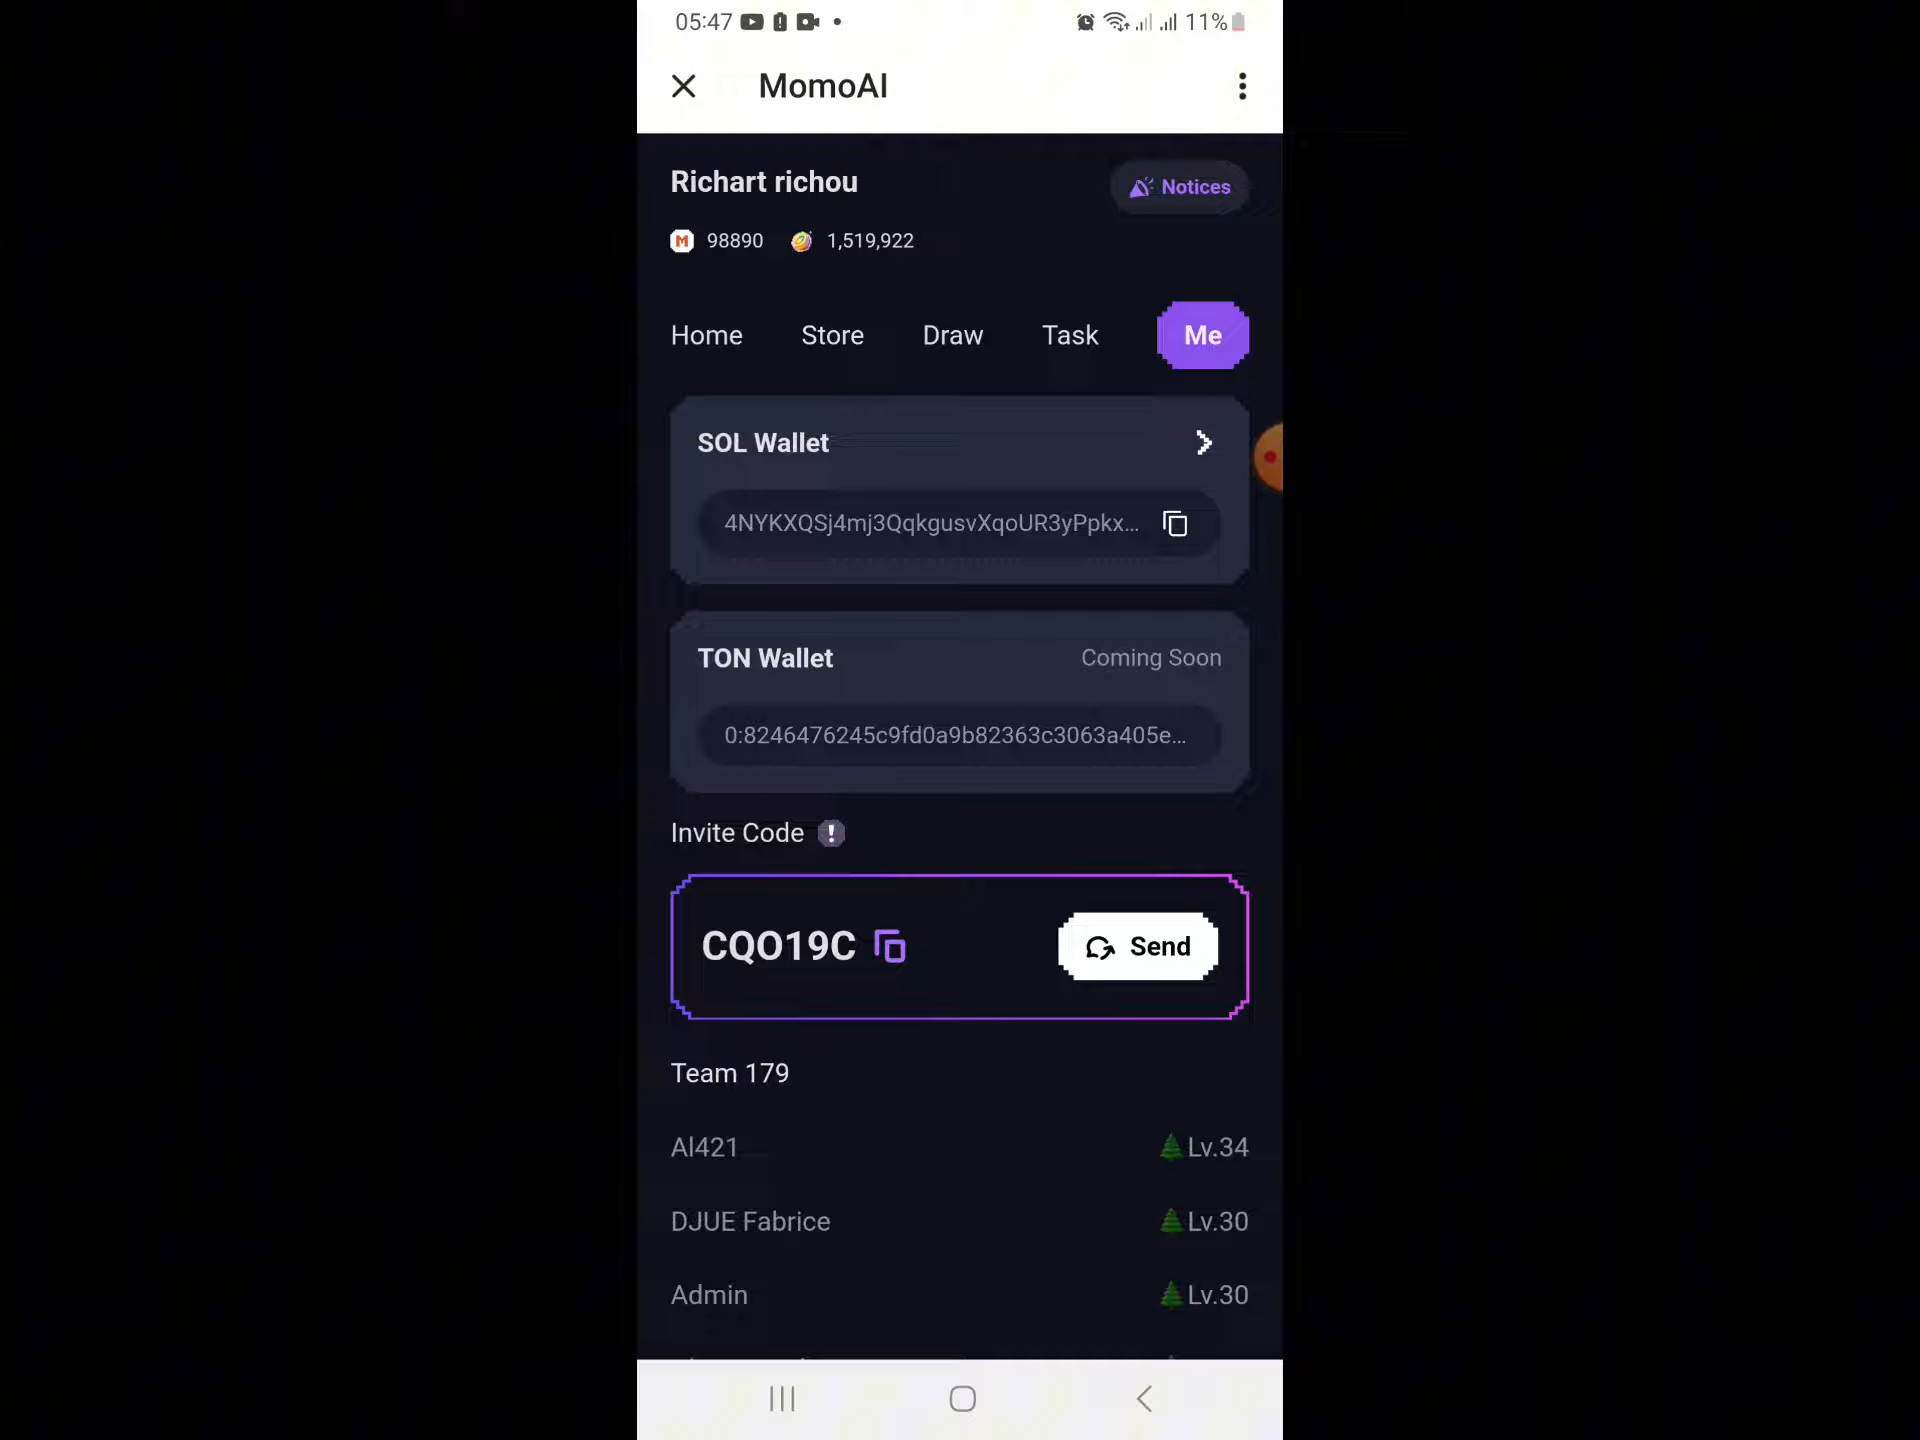 05:47 11%
MomoAI
Richart richou
Notices
M 98890 1,519,922
Home Store Draw Task Me
SOL Wallet
4NYKXQSj4mj3QqkgusvXqoUR3yPpkx...
TON Wallet Coming Soon
0:8246476245c9fd0a9b82363c3063a405e...
Invite Code !
CQO19C Send
Team 179
Al421 Lv.34
DJUE Fabrice Lv.30
Admin Lv.30